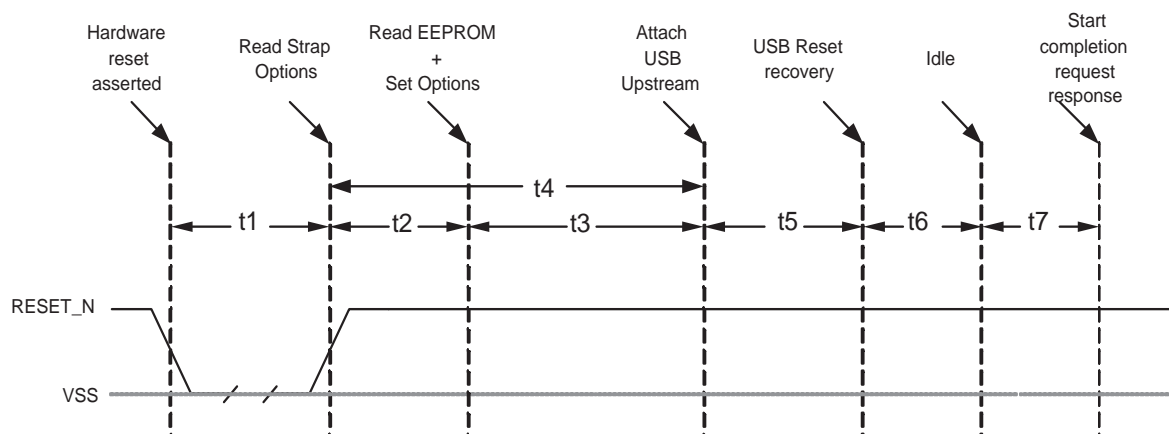 Hardware
reset
asserted
Read Strap
Options
Read EEPROM
+
Set Options
Attach
USB
Upstream
USB Reset
recovery
Idle
Start
completion
request
response
t4
t1
t2
t3
t5
t6
t7
RESET_N
VSS